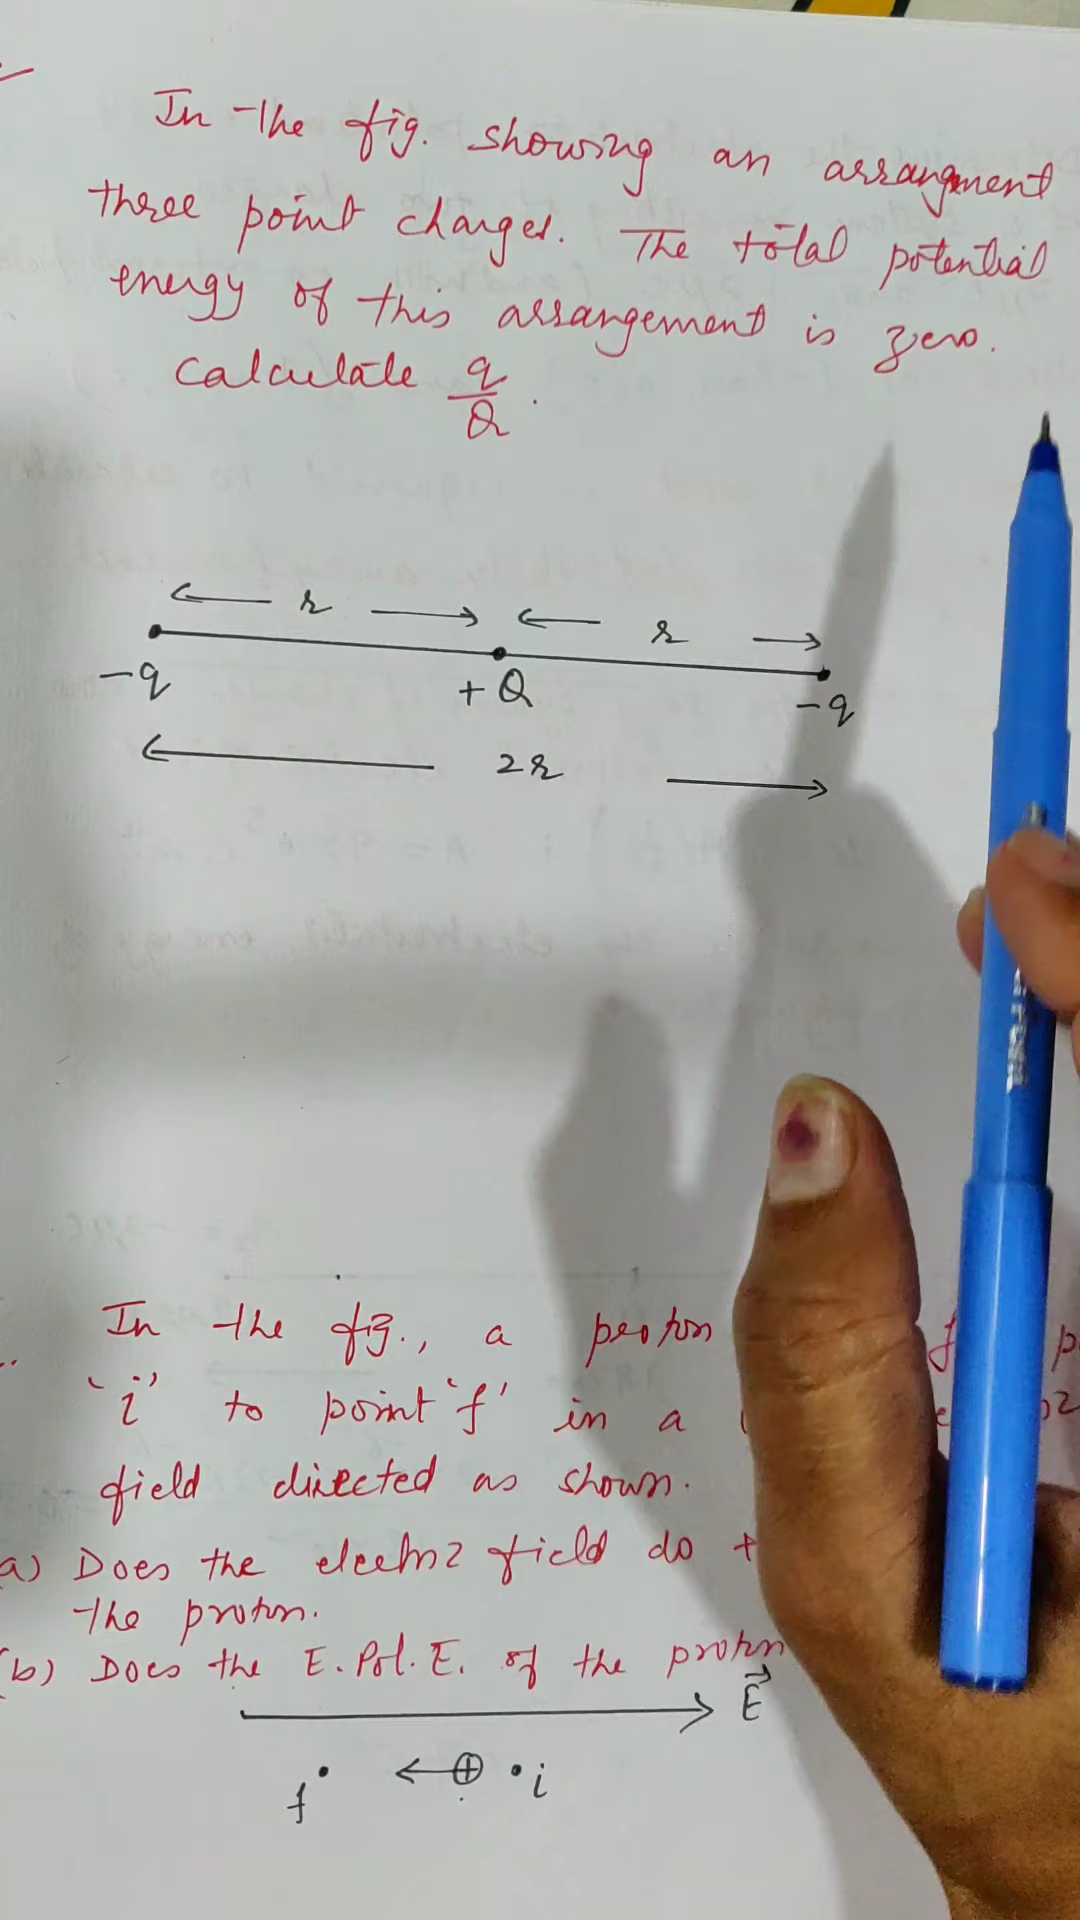 In the fig. showing an arrangment
three point charges. The total potential
energy of this arrangement is zero.
Calculate q/Q.
r r
-q +Q -q
2r
In the fig., a proton
'i' to point 'f' in a
field directed as shown.
a) Does the electric field do
the proton.
(b) Does the E. Pot. E. of the proton
E
f ⊕ i